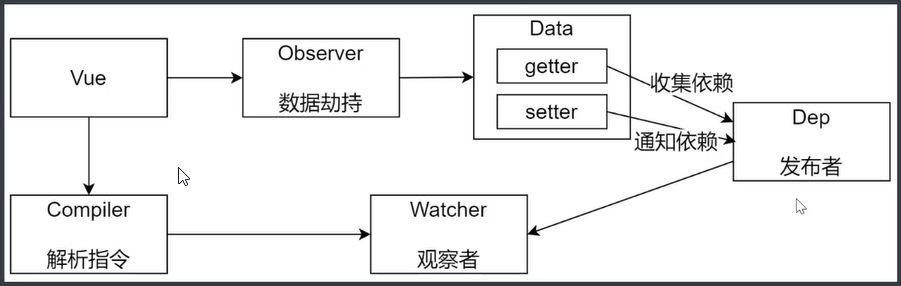 Vue
Observer
数据劫持
Data
getter
setter
收集依赖
通知依赖
Dep
发布者
Compiler
解析指令
Watcher
观察者